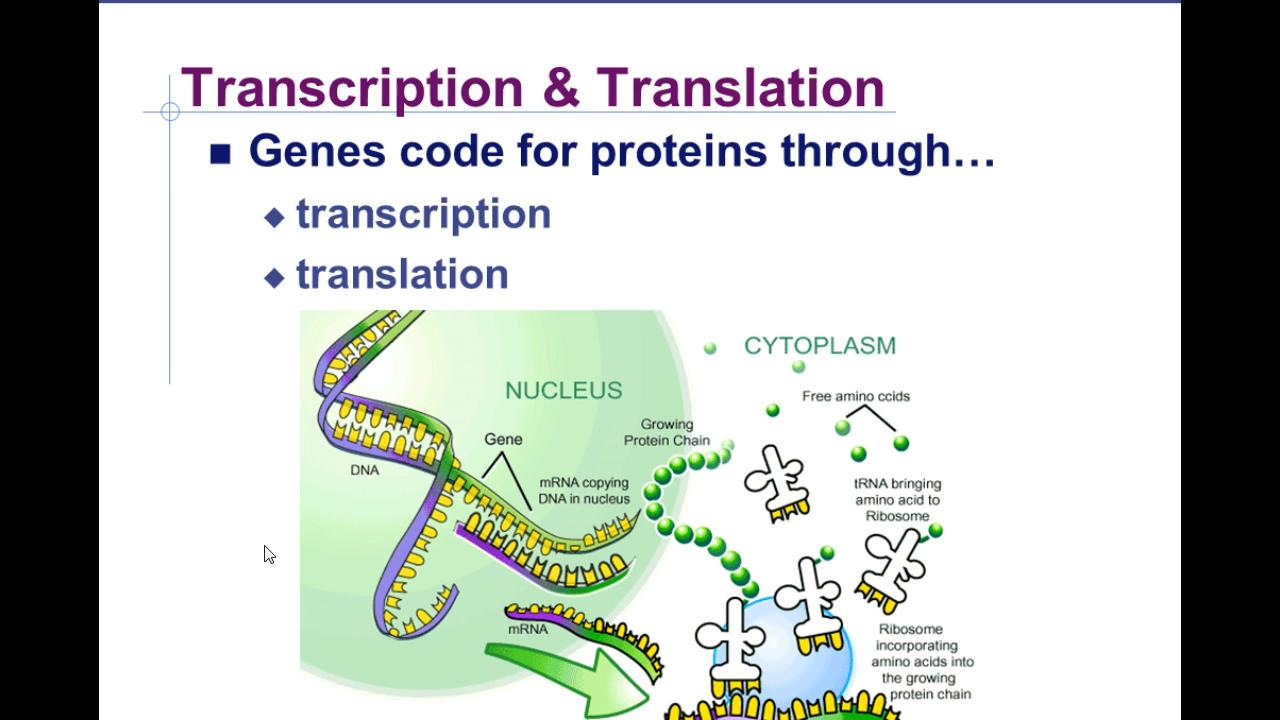 Transcription & Translation
Genes code for proteins through…
transcription
translation
CYTOPLASM
NUCLEUS
Free amino ccids
Growing
Protein Chain
Gene
DNA
mRNA copying
DNA in nucleus
tRNA bringing
amino acid to
Ribosome
mRNA
Ribosome
incorporating
amino acids into
the growing
protein chain